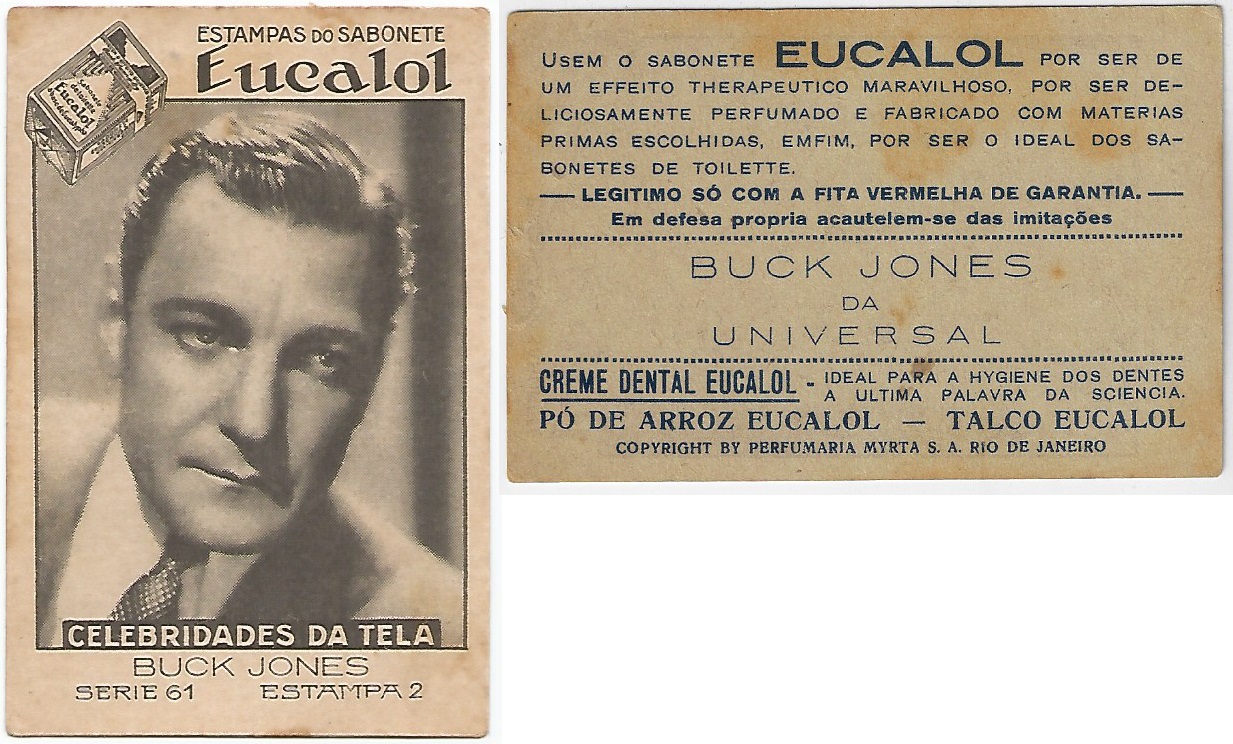 ESTAMPAS DO SABONETE
Eucalol
Sabonete
Eucalol
CELEBRIDADES DA TELA
BUCK JONES
SERIE 61 ESTAMPA 2
USEM O SABONETE EUCALOL POR SER DE
UM EFFEITO THERAPEUTICO MARAVILHOSO, POR SER DE-
LICIOSAMENTE PERFUMADO E FABRICADO COM MATERIAS
PRIMAS ESCOLHIDAS, EMFIM, POR SER O IDEAL DOS SA-
BONETES DE TOILETTE.
— LEGITIMO SÓ COM A FITA VERMELHA DE GARANTIA. —
Em defesa propria acautelem-se das imitações
BUCK JONES
DA
UNIVERSAL
CREME DENTAL EUCALOL - IDEAL PARA A HYGIENE DOS DENTES
A ULTIMA PALAVRA DA SCIENCIA.
PÓ DE ARROZ EUCALOL — TALCO EUCALOL
COPYRIGHT BY PERFUMARIA MYRTA S. A. RIO DE JANEIRO